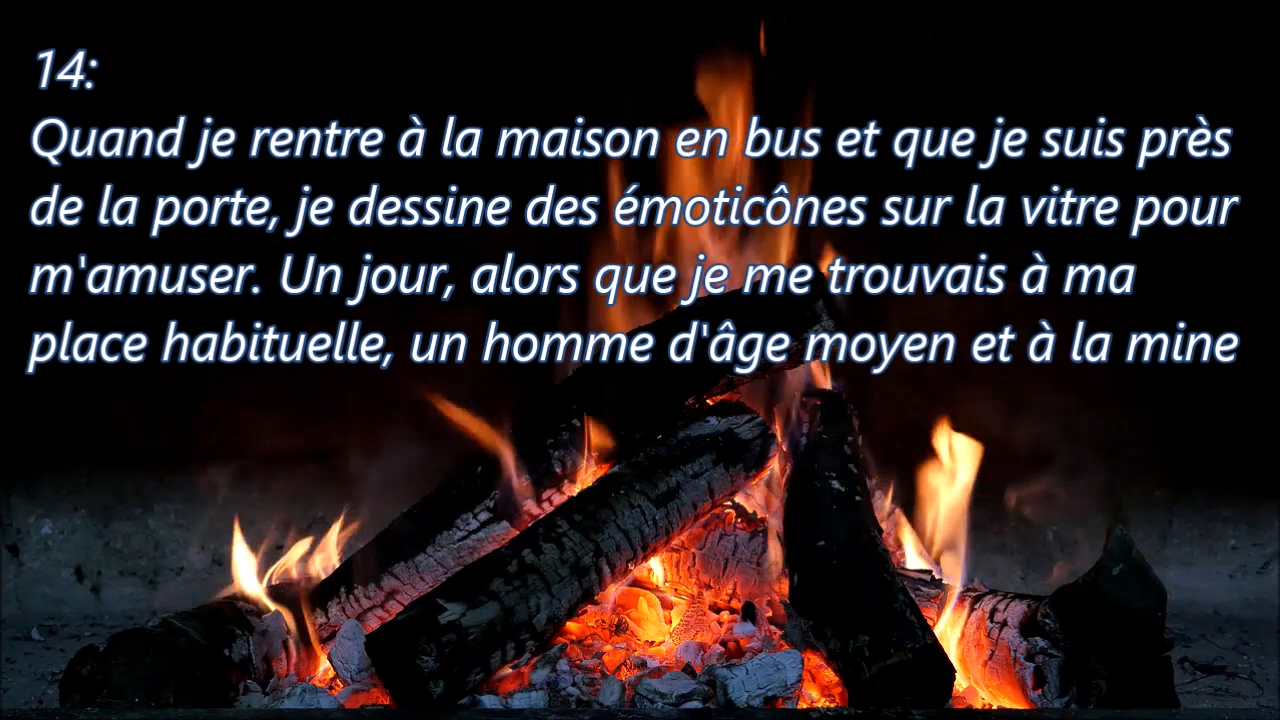 14:
Quand je rentre à la maison en bus et que je suis près
de la porte, je dessine des émoticônes sur la vitre pour
m'amuser. Un jour, alors que je me trouvais à ma
place habituelle, un homme d'âge moyen et à la mine